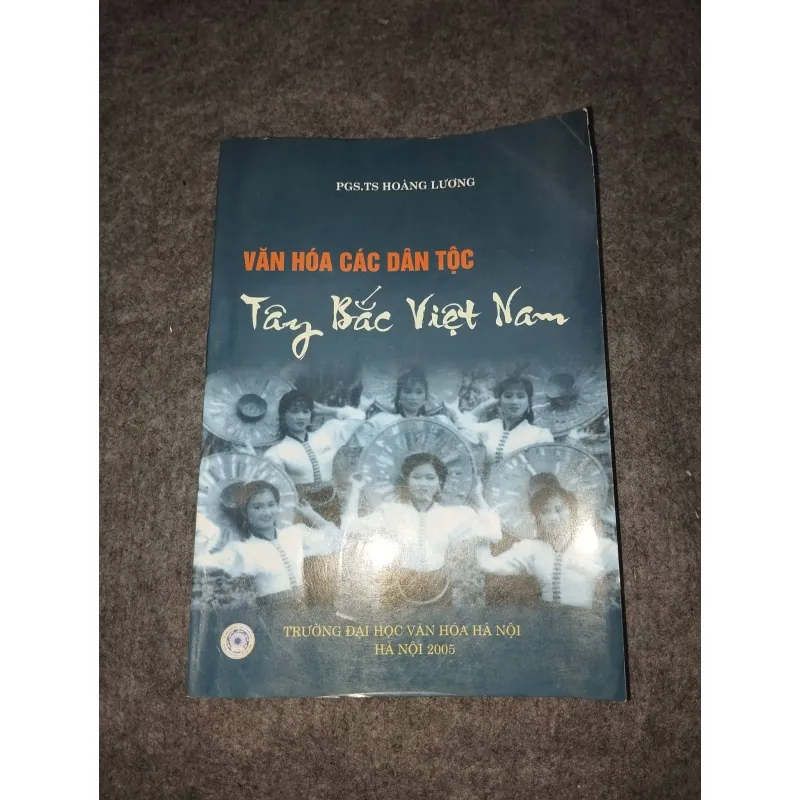 PGS.TS HOÀNG LƯƠNG
VĂN HÓA CÁC DÂN TỘC
Tây Bắc Việt Nam
TRƯỜNG ĐẠI HỌC VĂN HÓA HÀ NỘI
HÀ NỘI 2005